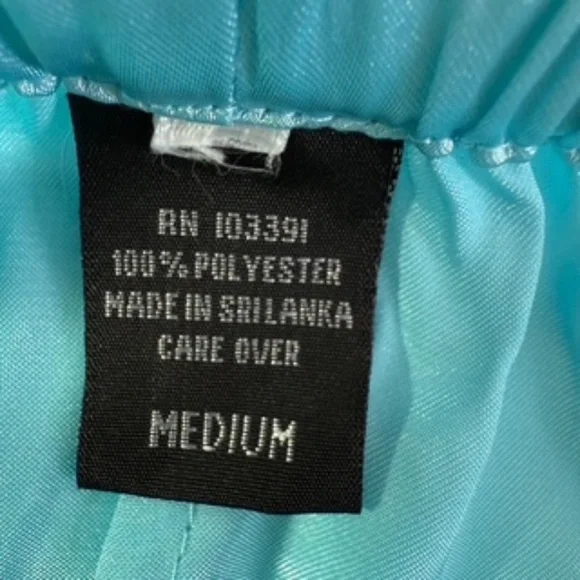 RN 103391
100% POLYESTER
MADE IN SRI LANKA
CARE OVER
MEDIUM